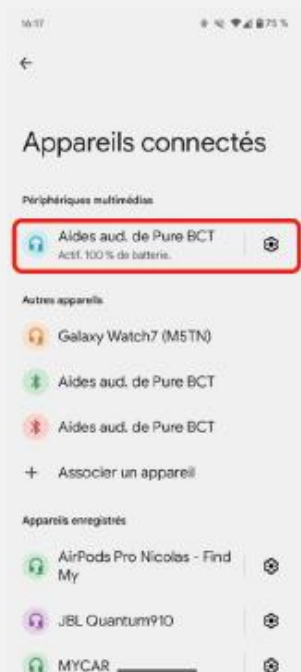 16:17
75 %
Appareils connectés
Périphériques multimédias
Aides aud. de Pure BCT
Actif. 100 % de batterie.
Autres appareils
Galaxy Watch7 (M5TN)
Aides aud. de Pure BCT
Aides aud. de Pure BCT
+ Associer un appareil
Appareils enregistrés
AirPods Pro Nicolas - Find
My
JBL Quantum910
MYCAR